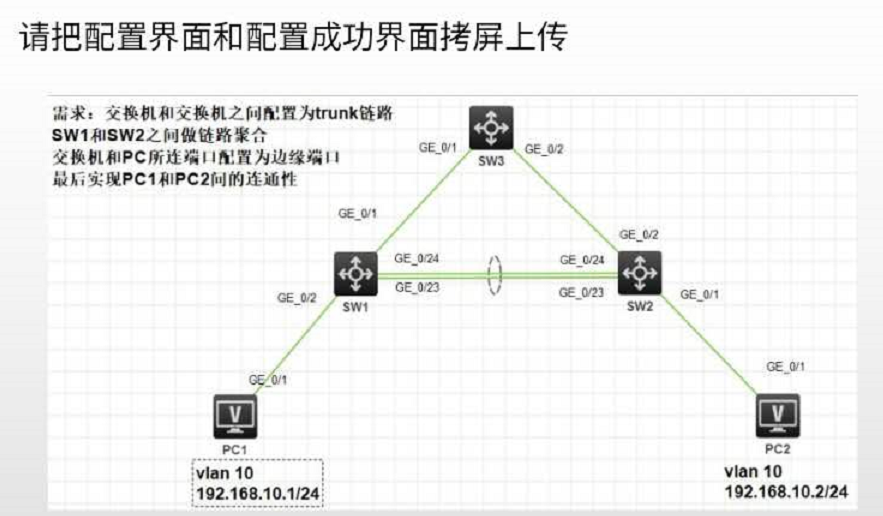 请把配置界面和配置成功界面拷屏上传
需求：交换机和交换机之间配置为trunk链路
SW1和SW2之间做链路聚合
交换机和PC所连端口配置为边缘端口
最后实现PC1和PC2间的连通性
GE_0/1
GE_0/2
SW3
GE_0/1
GE_0/2
GE_0/24
GE_0/24
GE_0/2
GE_0/23
GE_0/23
GE_0/1
SW1
SW2
GE_0/1
GE_0/1
V
V
PC1
PC2
vlan 10
192.168.10.1/24
vlan 10
192.168.10.2/24